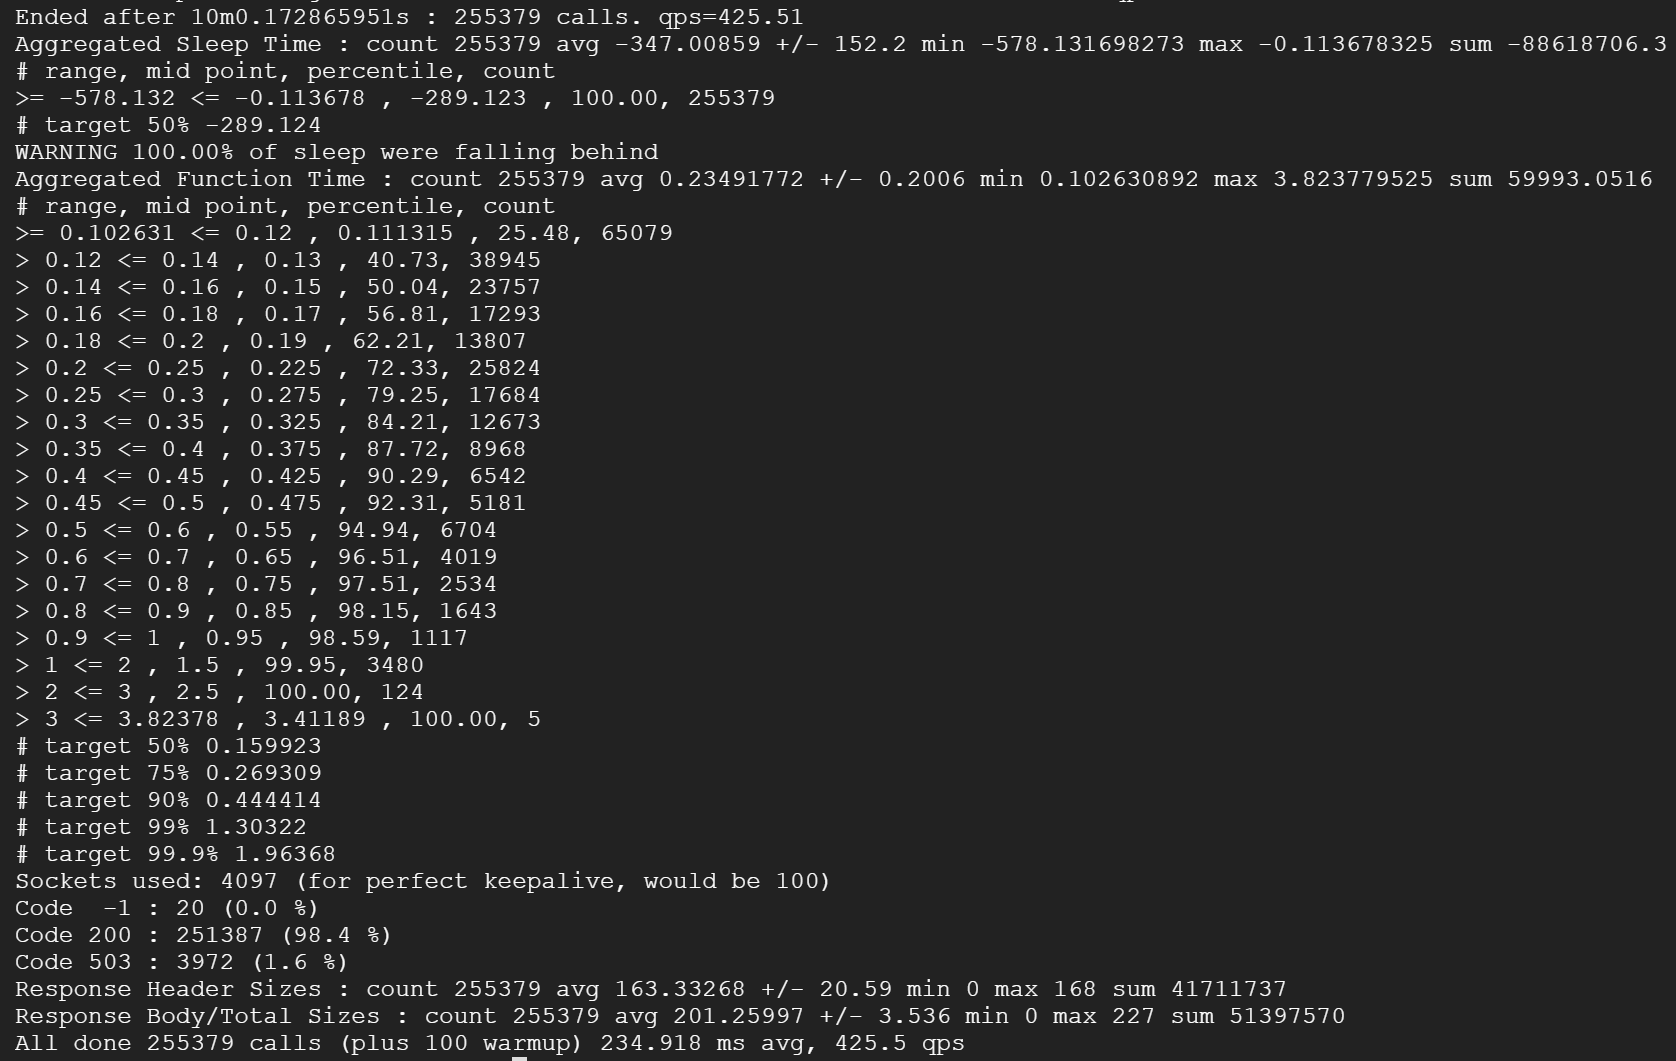 Ended after 10m0.172865951s : 255379 calls. qps=425.51
Aggregated Sleep Time : count 255379 avg -347.00859 +/- 152.2 min -578.131698273 max -0.113678325 sum -88618706.3
# range, mid point, percentile, count
>= -578.132 <= -0.113678 , -289.123 , 100.00, 255379
# target 50% -289.124
WARNING 100.00% of sleep were falling behind
Aggregated Function Time : count 255379 avg 0.23491772 +/- 0.2006 min 0.102630892 max 3.823779525 sum 59993.0516
# range, mid point, percentile, count
>= 0.102631 <= 0.12 , 0.111315 , 25.48, 65079
> 0.12 <= 0.14 , 0.13 , 40.73, 38945
> 0.14 <= 0.16 , 0.15 , 50.04, 23757
> 0.16 <= 0.18 , 0.17 , 56.81, 17293
> 0.18 <= 0.2 , 0.19 , 62.21, 13807
> 0.2 <= 0.25 , 0.225 , 72.33, 25824
> 0.25 <= 0.3 , 0.275 , 79.25, 17684
> 0.3 <= 0.35 , 0.325 , 84.21, 12673
> 0.35 <= 0.4 , 0.375 , 87.72, 8968
> 0.4 <= 0.45 , 0.425 , 90.29, 6542
> 0.45 <= 0.5 , 0.475 , 92.31, 5181
> 0.5 <= 0.6 , 0.55 , 94.94, 6704
> 0.6 <= 0.7 , 0.65 , 96.51, 4019
> 0.7 <= 0.8 , 0.75 , 97.51, 2534
> 0.8 <= 0.9 , 0.85 , 98.15, 1643
> 0.9 <= 1 , 0.95 , 98.59, 1117
> 1 <= 2 , 1.5 , 99.95, 3480
> 2 <= 3 , 2.5 , 100.00, 124
> 3 <= 3.82378 , 3.41189 , 100.00, 5
# target 50% 0.159923
# target 75% 0.269309
# target 90% 0.444414
# target 99% 1.30322
# target 99.9% 1.96368
Sockets used: 4097 (for perfect keepalive, would be 100)
Code  -1 : 20 (0.0 %)
Code 200 : 251387 (98.4 %)
Code 503 : 3972 (1.6 %)
Response Header Sizes : count 255379 avg 163.33268 +/- 20.59 min 0 max 168 sum 41711737
Response Body/Total Sizes : count 255379 avg 201.25997 +/- 3.536 min 0 max 227 sum 51397570
All done 255379 calls (plus 100 warmup) 234.918 ms avg, 425.5 qps